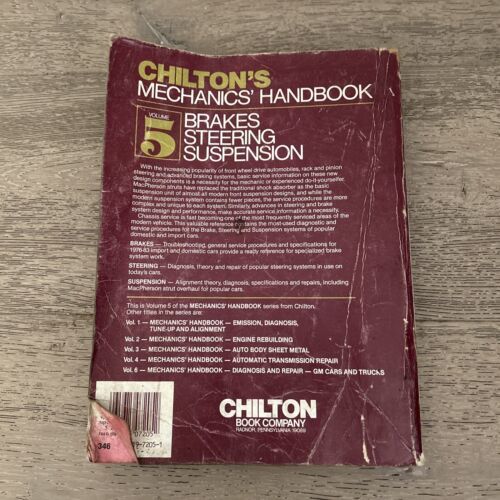 CHILTON'S
MECHANICS' HANDBOOK
VOLUME
5
BRAKES
STEERING
SUSPENSION
With the increasing popularity of front wheel drive automobiles, rack and pinion
steering and advanced braking systems, basic service information on these new
design components is a necessity for the mechanic or experienced do-it-yourselfer.
MacPherson struts have replaced the traditional shock absorber as the basic
suspension unit of almost all modern front suspension designs, and while the
modern suspension system contains fewer pieces, the service procedures are more
complex and unique to each system. Similarly, advances in steering and brake
system design and performance, make accurate service information a necessity.
Chassis service is fast becoming one of the most frequently serviced areas of the
modern vehicle. This valuable reference contains the most-used diagnostic and
service procedures for the Brake, Steering and Suspension systems of popular
domestic and import cars.
BRAKES — Troubleshooting, general service procedures and specifications for
1976-83 import and domestic cars provide a ready reference for specialized brake
system work.
STEERING — Diagnosis, theory and repair of popular steering systems in use on
today's cars.
SUSPENSION — Alignment theory, diagnosis, specifications and repairs, including
MacPherson strut overhaul for popular cars.
This is Volume 5 of the MECHANICS' HANDBOOK series from Chilton.
Other titles in the series are:
Vol. 1 — MECHANICS' HANDBOOK — EMISSION, DIAGNOSIS,
TUNE-UP AND ALIGNMENT
Vol. 2 — MECHANICS' HANDBOOK — ENGINE REBUILDING
Vol. 3 — MECHANICS' HANDBOOK — AUTO BODY SHEET METAL
Vol. 4 — MECHANICS' HANDBOOK — AUTOMATIC TRANSMISSION REPAIR
Vol. 6 — MECHANICS' HANDBOOK — DIAGNOSIS AND REPAIR — GM CARS AND TRUCKS
07205
9-7205-1
346
CHILTON
BOOK COMPANY
RADNOR, PENNSYLVANIA 19089